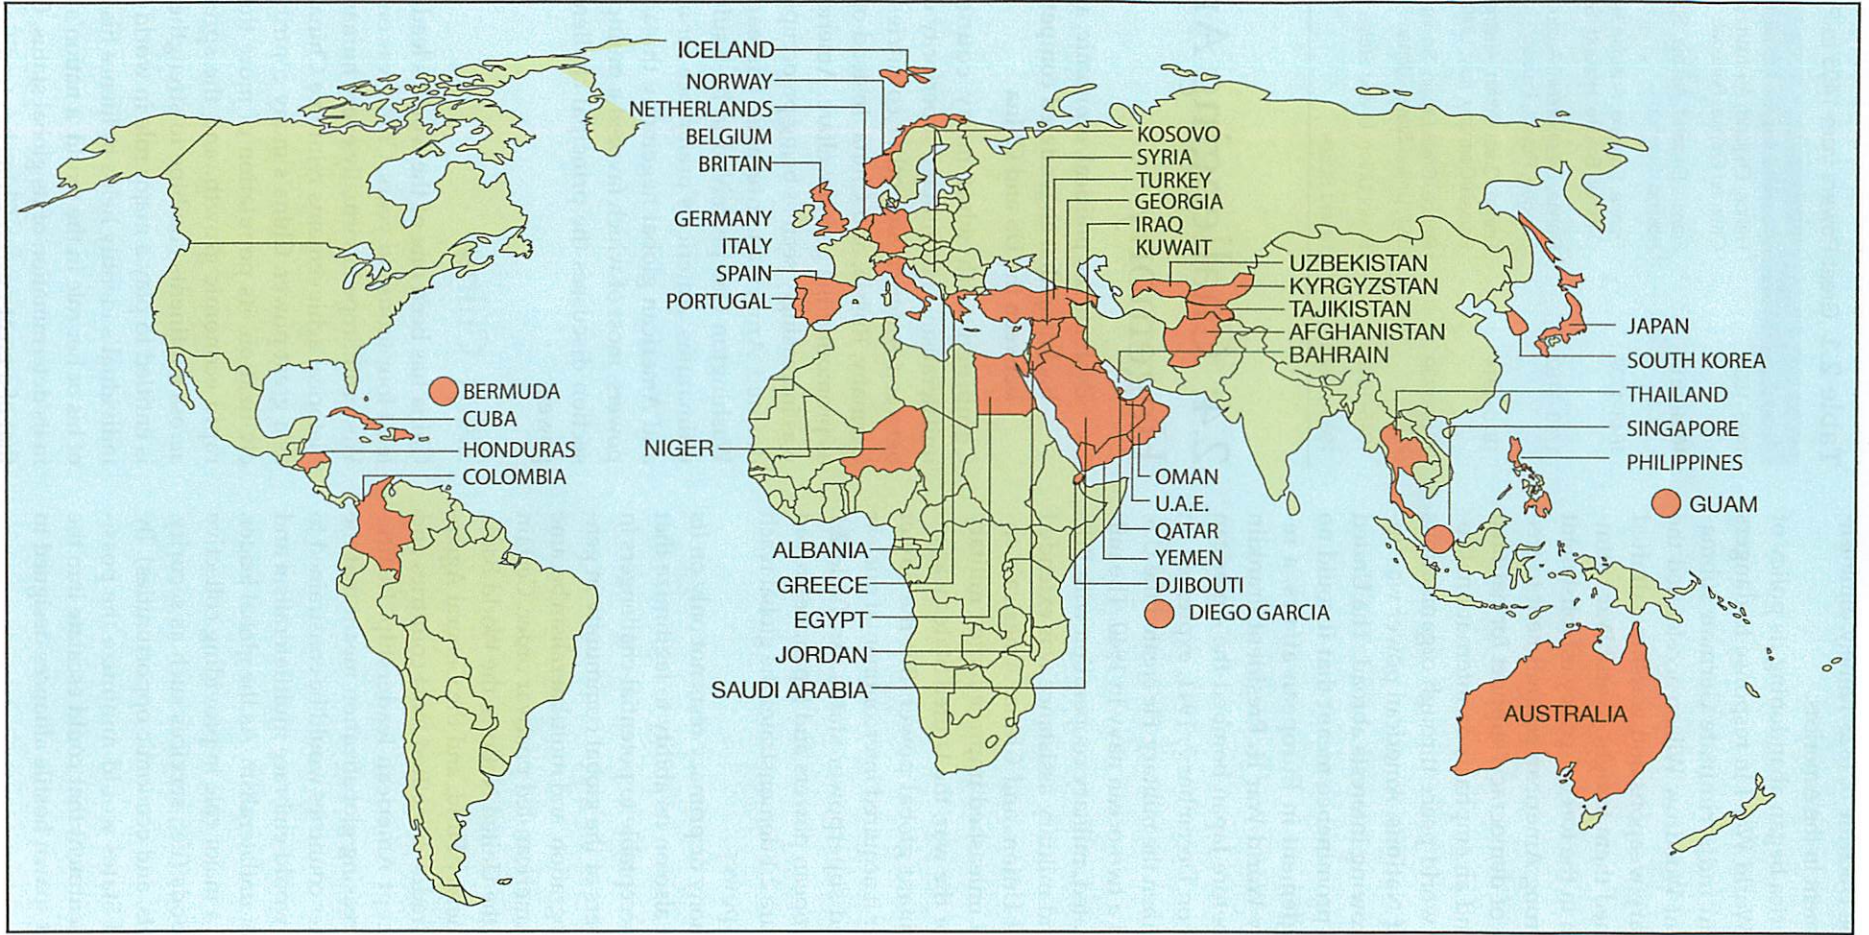 ICELAND
NORWAY
NETHERLANDS
BELGIUM
BRITAIN
GERMANY
ITALY
SPAIN
PORTUGAL
KOSOVO
SYRIA
TURKEY
GEORGIA
IRAQ
KUWAIT
UZBEKISTAN
KYRGYZSTAN
TAJIKISTAN
AFGHANISTAN
BAHRAIN
JAPAN
SOUTH KOREA
THAILAND
SINGAPORE
PHILIPPINES
GUAM
BERMUDA
CUBA
HONDURAS
COLOMBIA
NIGER
OMAN
U.A.E.
QATAR
YEMEN
DJIBOUTI
DIEGO GARCIA
ALBANIA
GREECE
EGYPT
JORDAN
SAUDI ARABIA
AUSTRALIA